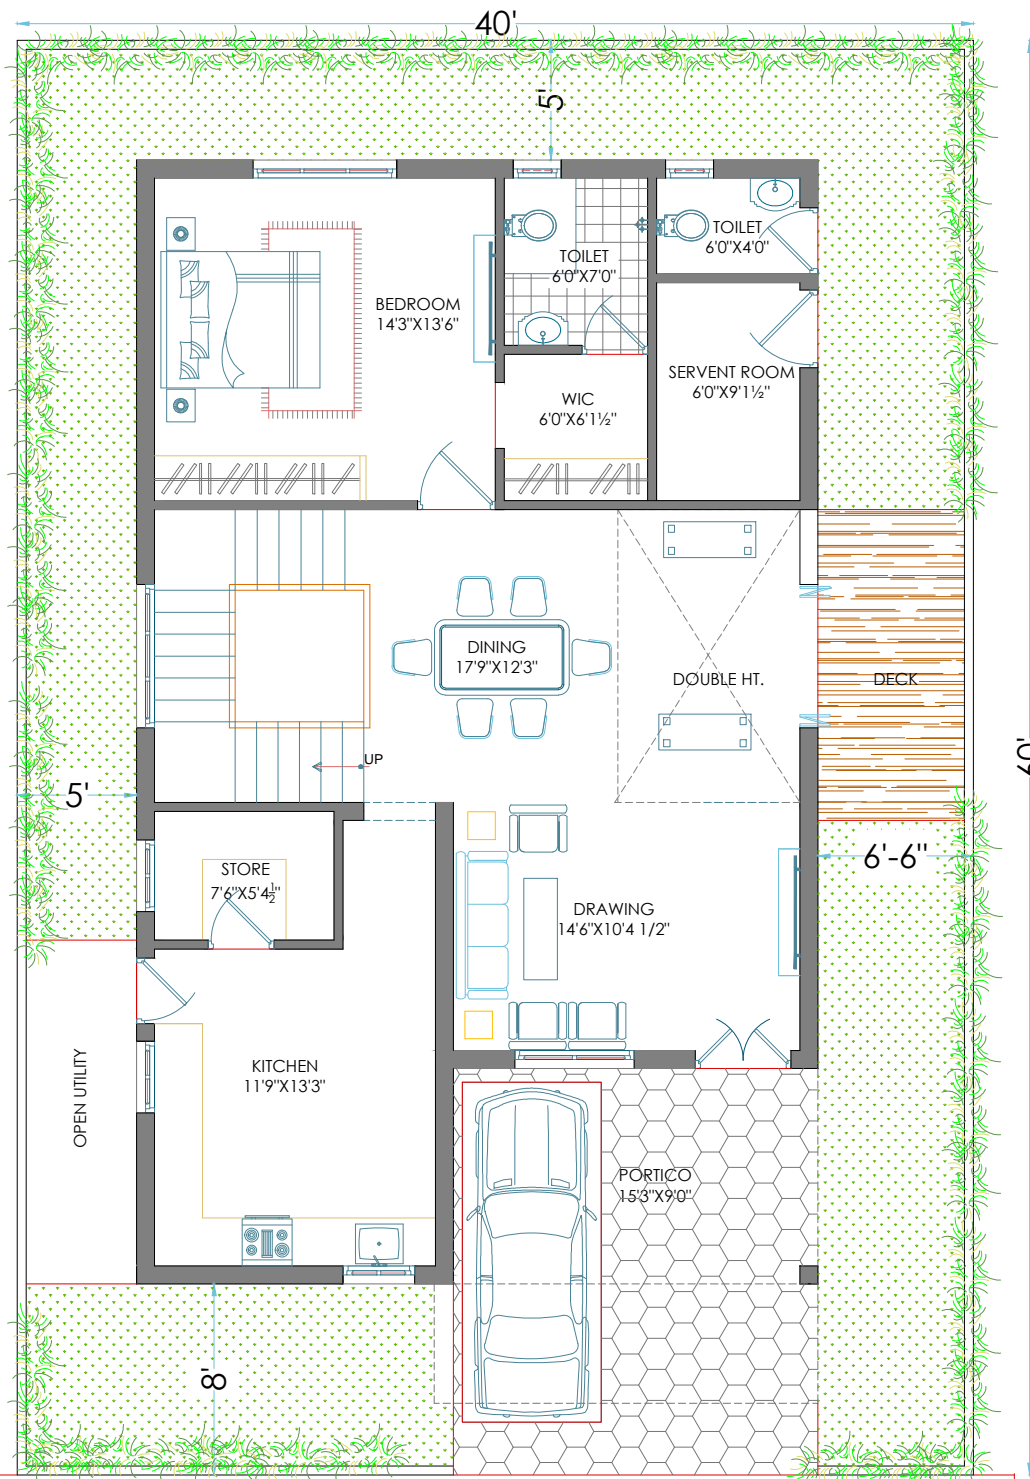 40'
5'
TOILET
6'0"X4'0"
TOILET
6'0"X7'0"
BEDROOM
14'3"X13'6"
SERVENT ROOM
6'0"X9'1½"
WIC
6'0"X6'1½"
DINING
17'9"X12'3"
DOUBLE HT.
DECK
UP
60'
5'
6'-6"
STORE
7'6"X5'4½"
DRAWING
14'6"X10'4 1/2"
KITCHEN
11'9"X13'3"
OPEN UTILITY
PORTICO
15'3"X9'0"
8'